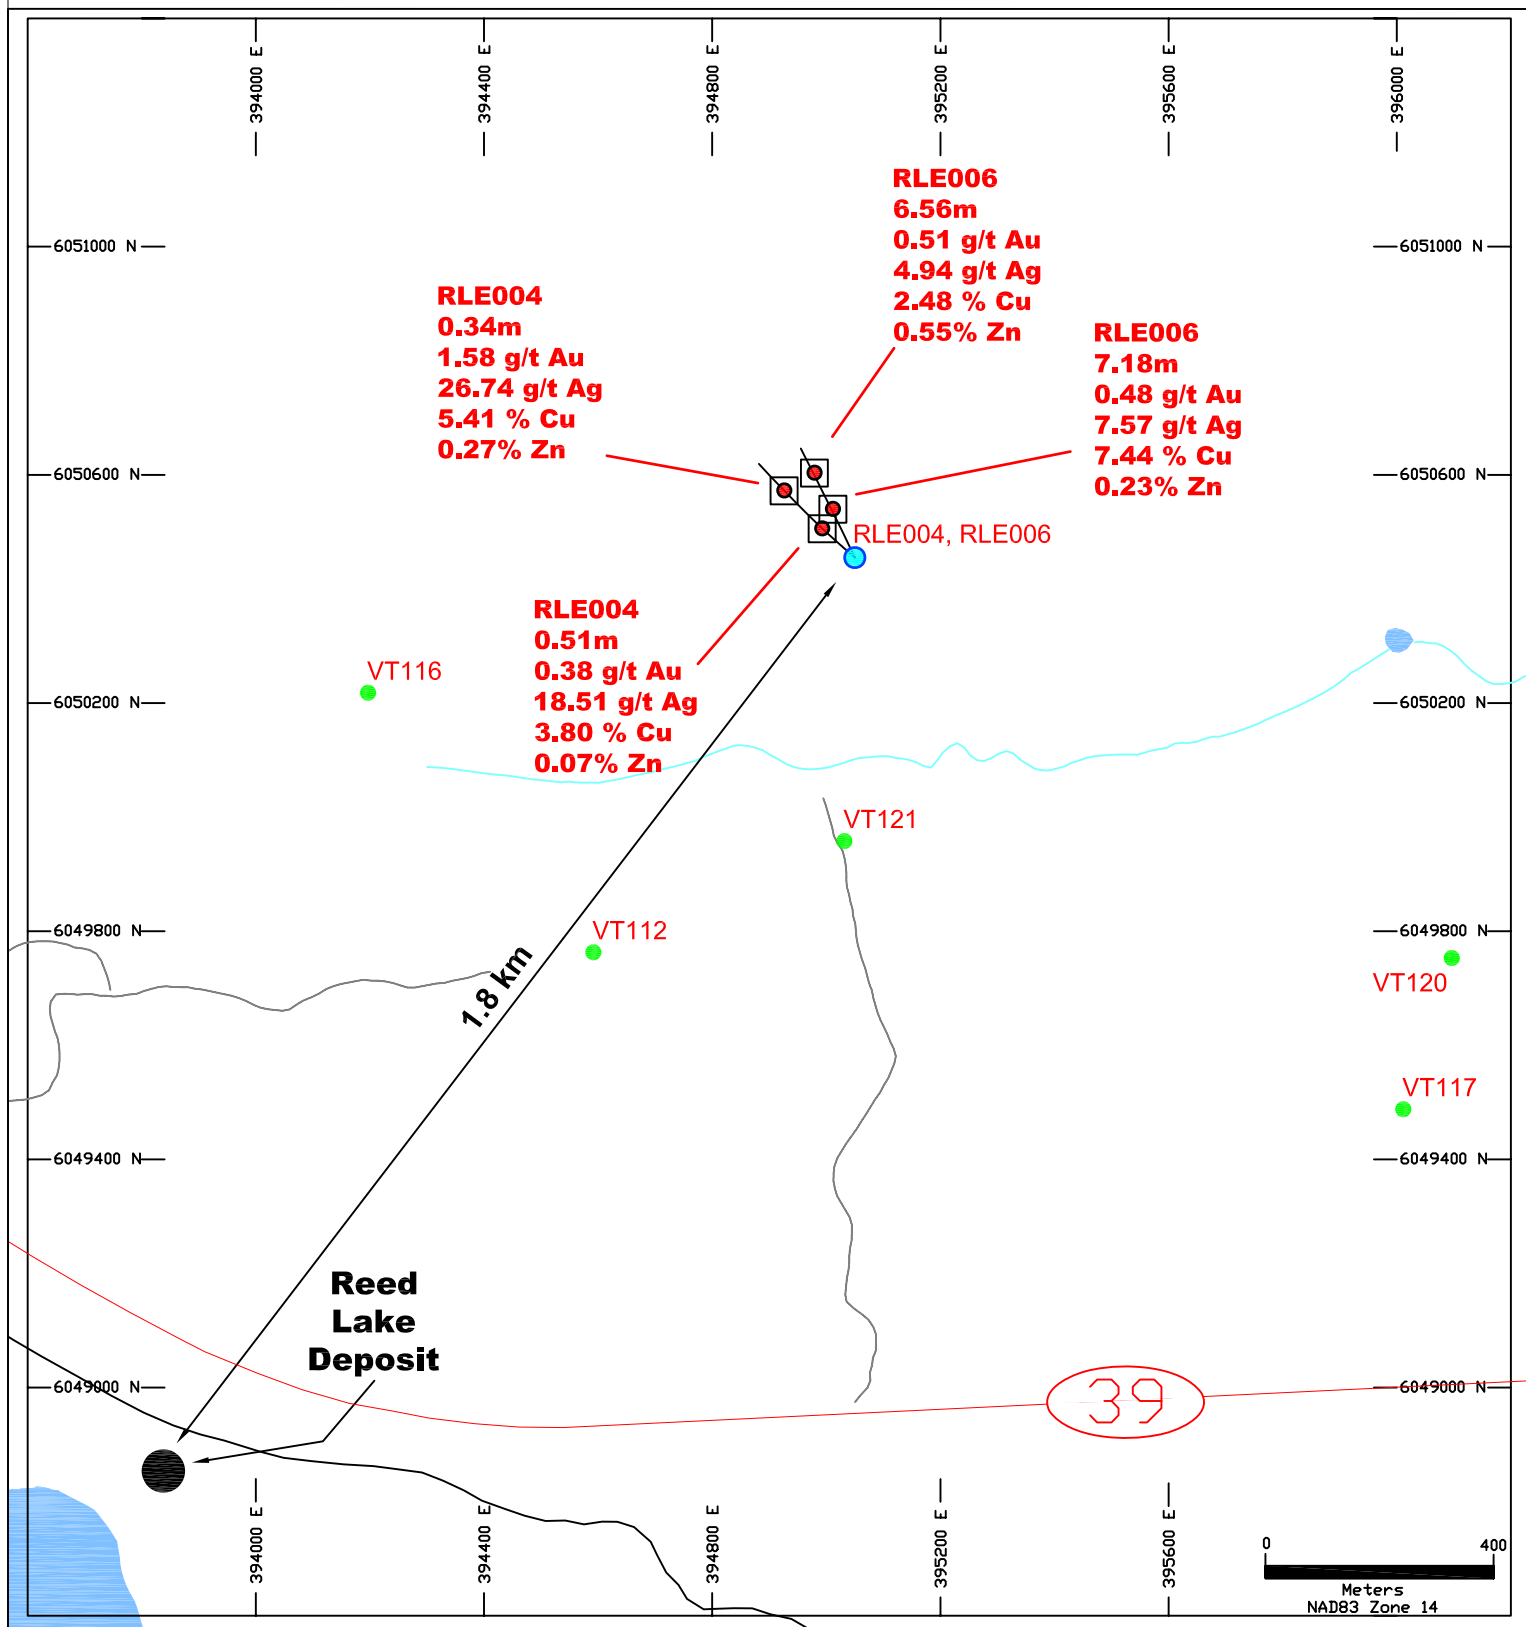 394000 E
394400 E
394800 E
395200 E
395600 E
396000 E
RLE006
6.56m
0.51 g/t Au
4.94 g/t Ag
2.48 % Cu
0.55% Zn
6051000 N
6051000 N
RLE004
0.34m
1.58 g/t Au
26.74 g/t Ag
5.41 % Cu
0.27% Zn
RLE006
7.18m
0.48 g/t Au
7.57 g/t Ag
7.44 % Cu
0.23% Zn
6050600 N
6050600 N
RLE004, RLE006
RLE004
0.51m
0.38 g/t Au
18.51 g/t Ag
3.80 % Cu
0.07% Zn
VT116
6050200 N
6050200 N
VT121
VT112
6049800 N
6049800 N
1.8 km
VT120
VT117
6049400 N
6049400 N
Reed
Lake
Deposit
6049000 N
6049000 N
39
394000 E
394400 E
394800 E
395200 E
395600 E
0 400
Meters
NAD83 Zone 14